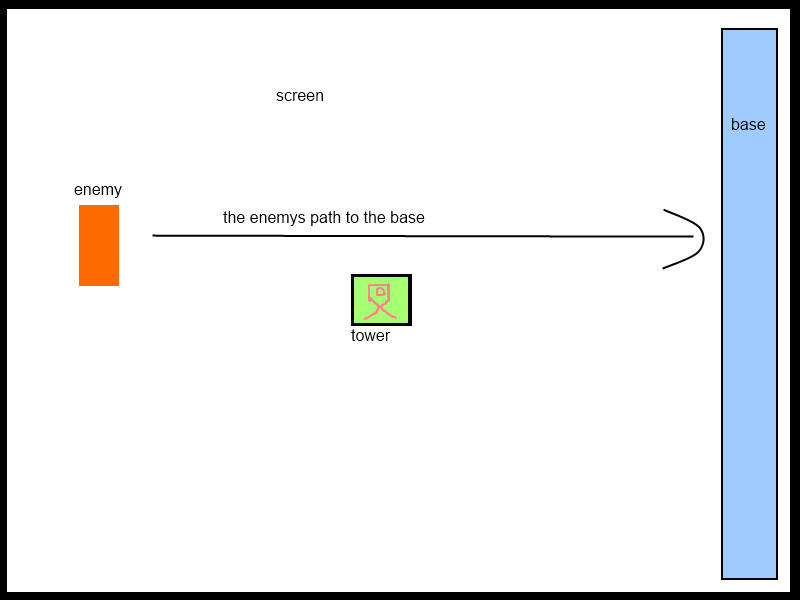 screen
base
enemy
the enemys path to the base
tower